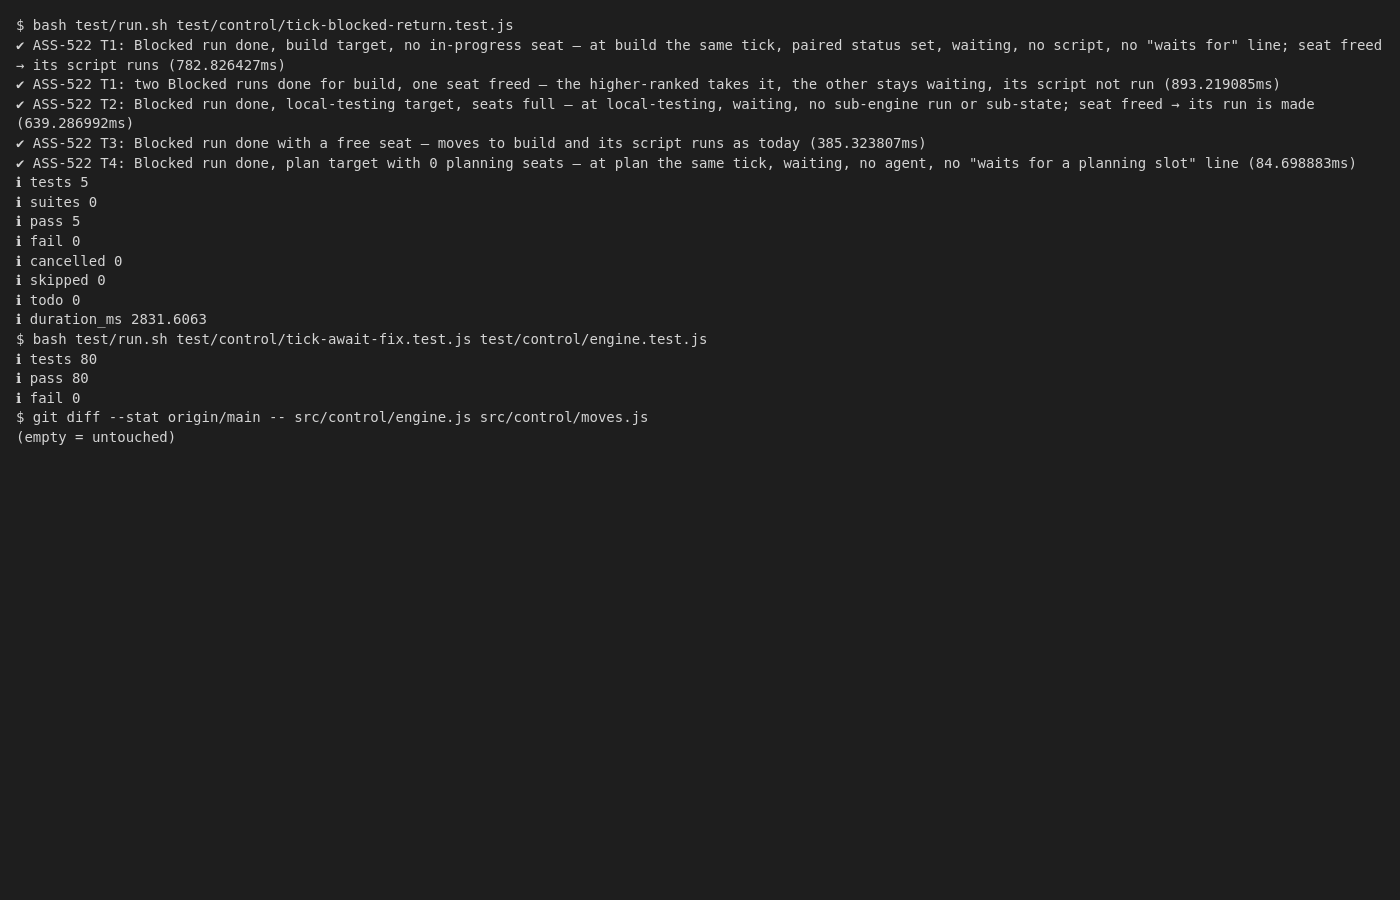 $ bash test/run.sh test/control/tick-blocked-return.test.js
✔ ASS-522 T1: Blocked run done, build target, no in-progress seat — at build the same tick, paired status set, waiting, no script, no "waits for" line; seat freed
→ its script runs (782.826427ms)
✔ ASS-522 T1: two Blocked runs done for build, one seat freed — the higher-ranked takes it, the other stays waiting, its script not run (893.219085ms)
✔ ASS-522 T2: Blocked run done, local-testing target, seats full — at local-testing, waiting, no sub-engine run or sub-state; seat freed → its run is made
(639.286992ms)
✔ ASS-522 T3: Blocked run done with a free seat — moves to build and its script runs as today (385.323807ms)
✔ ASS-522 T4: Blocked run done, plan target with 0 planning seats — at plan the same tick, waiting, no agent, no "waits for a planning slot" line (84.698883ms)
ℹ tests 5
ℹ suites 0
ℹ pass 5
ℹ fail 0
ℹ cancelled 0
ℹ skipped 0
ℹ todo 0
ℹ duration_ms 2831.6063
$ bash test/run.sh test/control/tick-await-fix.test.js test/control/engine.test.js
ℹ tests 80
ℹ pass 80
ℹ fail 0
$ git diff --stat origin/main -- src/control/engine.js src/control/moves.js
(empty = untouched)